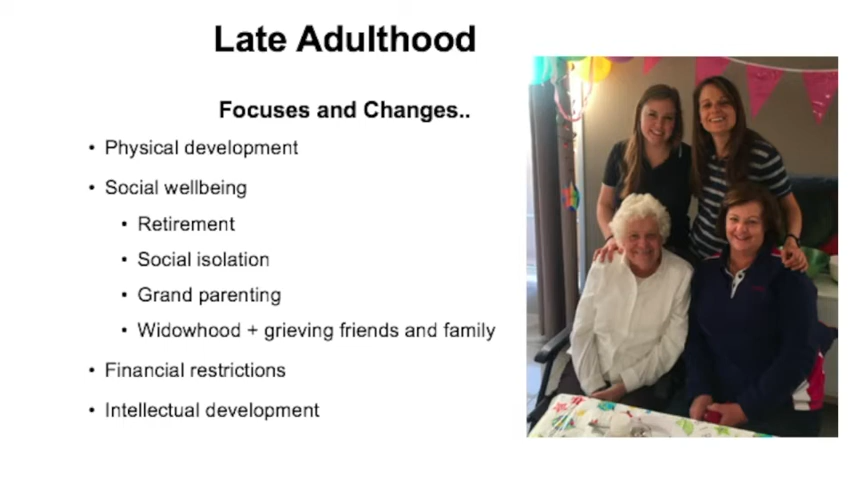 Late Adulthood
Focuses and Changes..
• Physical development
• Social wellbeing
• Retirement
• Social isolation
• Grand parenting
• Widowhood + grieving friends and family
• Financial restrictions
• Intellectual development